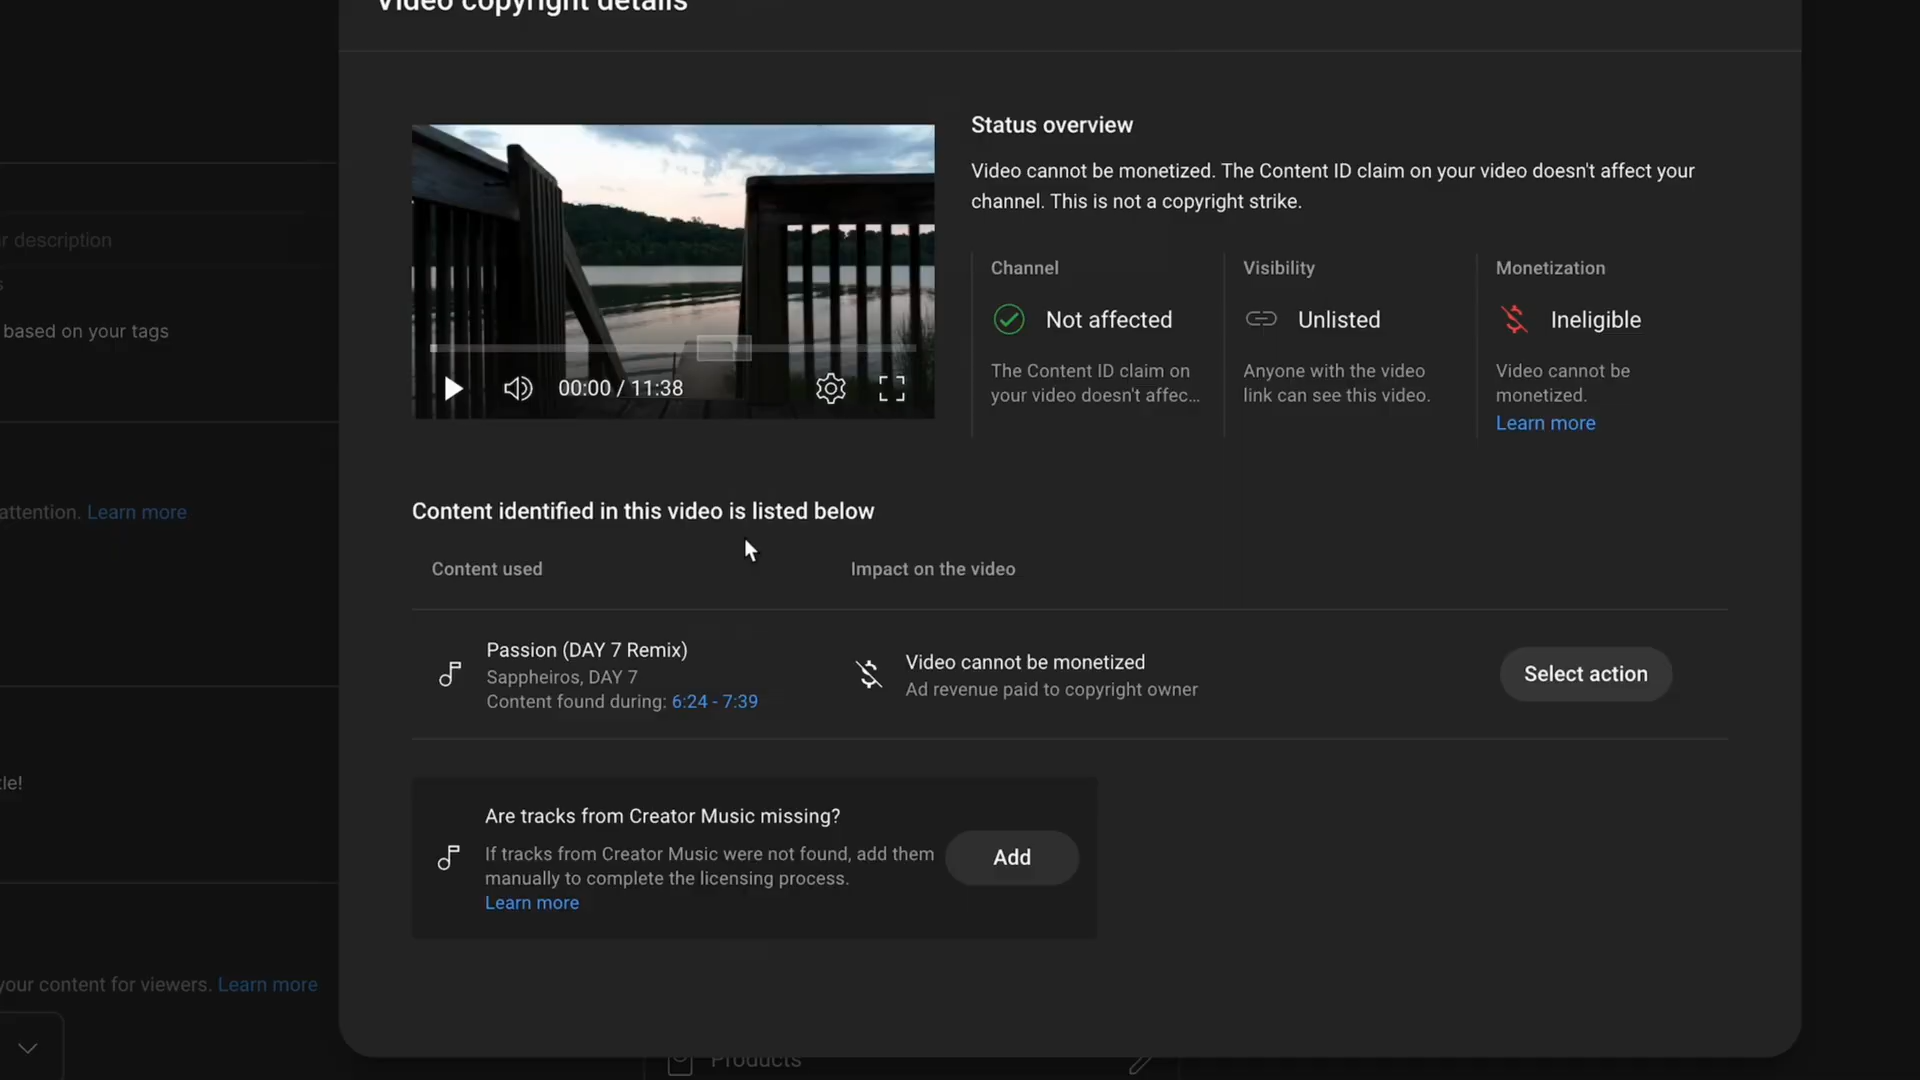 Video copyright details
r description
s
based on your tags
attention. Learn more
tle!
your content for viewers. Learn more
00:00 / 11:38
Status overview
Video cannot be monetized. The Content ID claim on your video doesn't affect your
channel. This is not a copyright strike.
Channel
Not affected
The Content ID claim on
your video doesn't affec...
Visibility
Unlisted
Anyone with the video
link can see this video.
Monetization
Ineligible
Video cannot be
monetized.
Learn more
Content identified in this video is listed below
Content used
Impact on the video
Passion (DAY 7 Remix)
Sappheiros, DAY 7
Content found during: 6:24 - 7:39
Video cannot be monetized
Ad revenue paid to copyright owner
Select action
Are tracks from Creator Music missing?
If tracks from Creator Music were not found, add them
manually to complete the licensing process.
Learn more
Add
Products